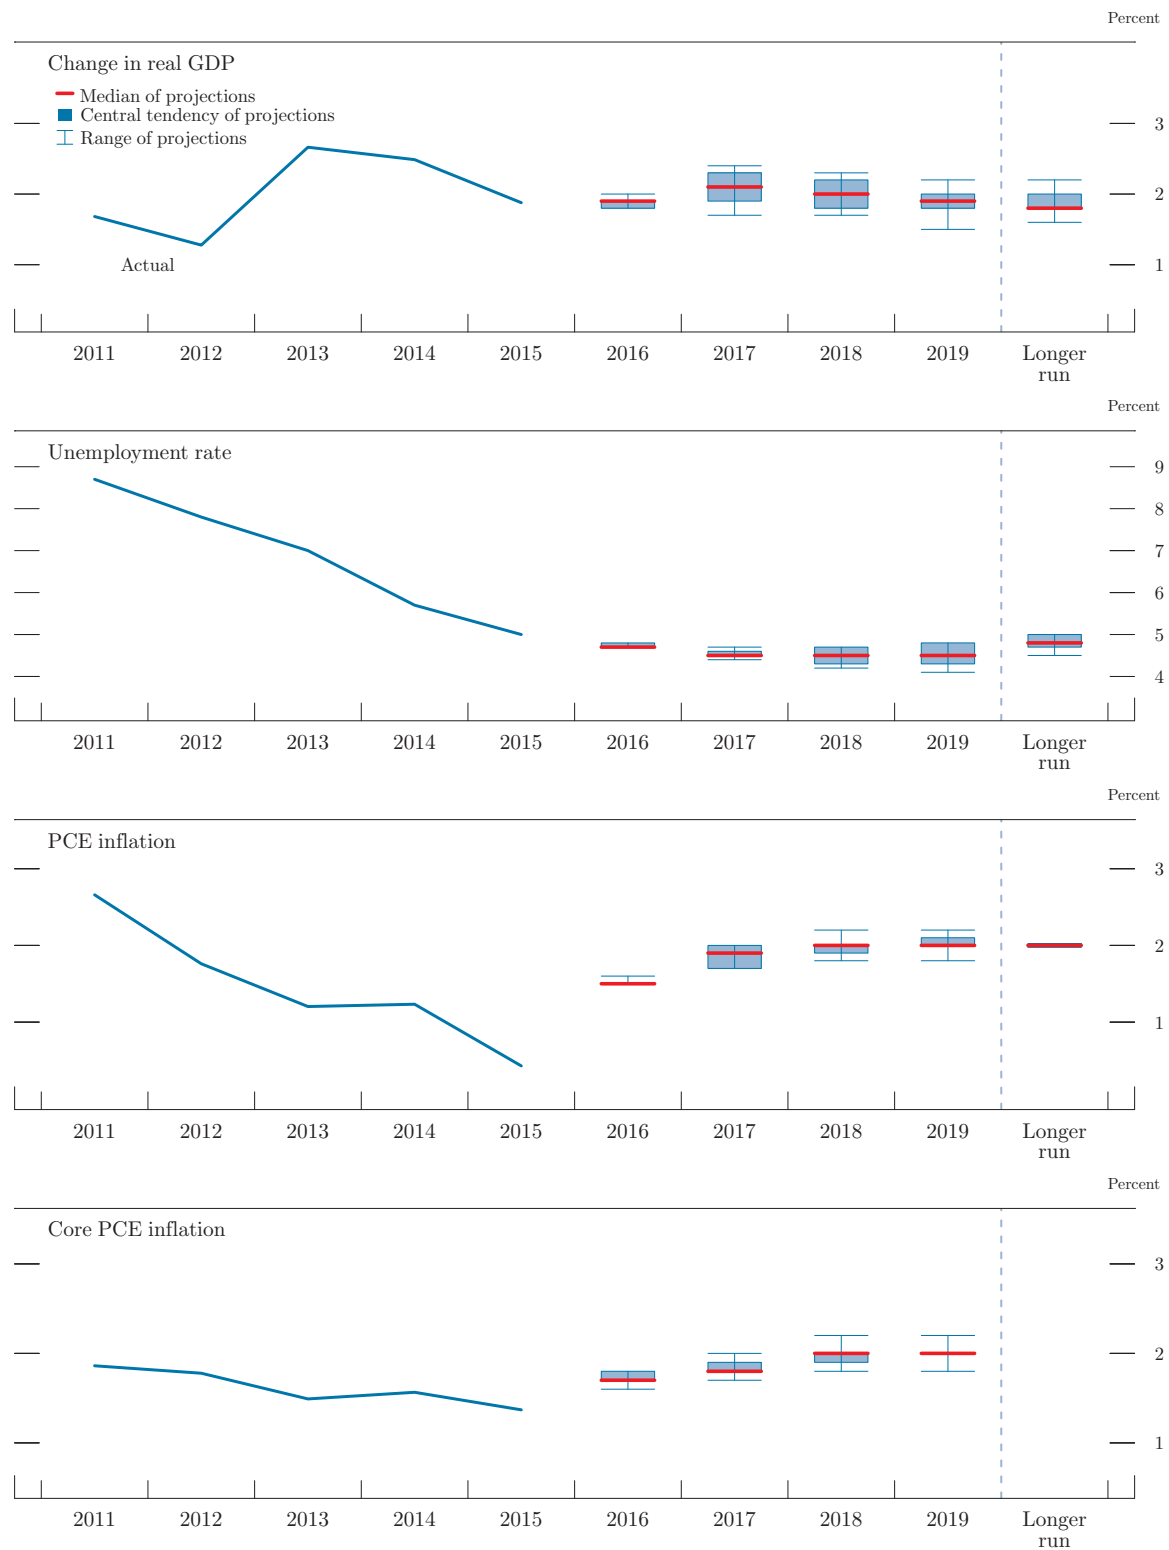 Percent
Change in real GDP
Median of projections
Central tendency of projections
Range of projections
3
2
1
Actual
2011 2012 2013 2014 2015 2016 2017 2018 2019 Longer
run
Percent
Unemployment rate
9
8
7
6
5
4
2011 2012 2013 2014 2015 2016 2017 2018 2019 Longer
run
Percent
PCE inflation
3
2
1
2011 2012 2013 2014 2015 2016 2017 2018 2019 Longer
run
Percent
Core PCE inflation
3
2
1
2011 2012 2013 2014 2015 2016 2017 2018 2019 Longer
run